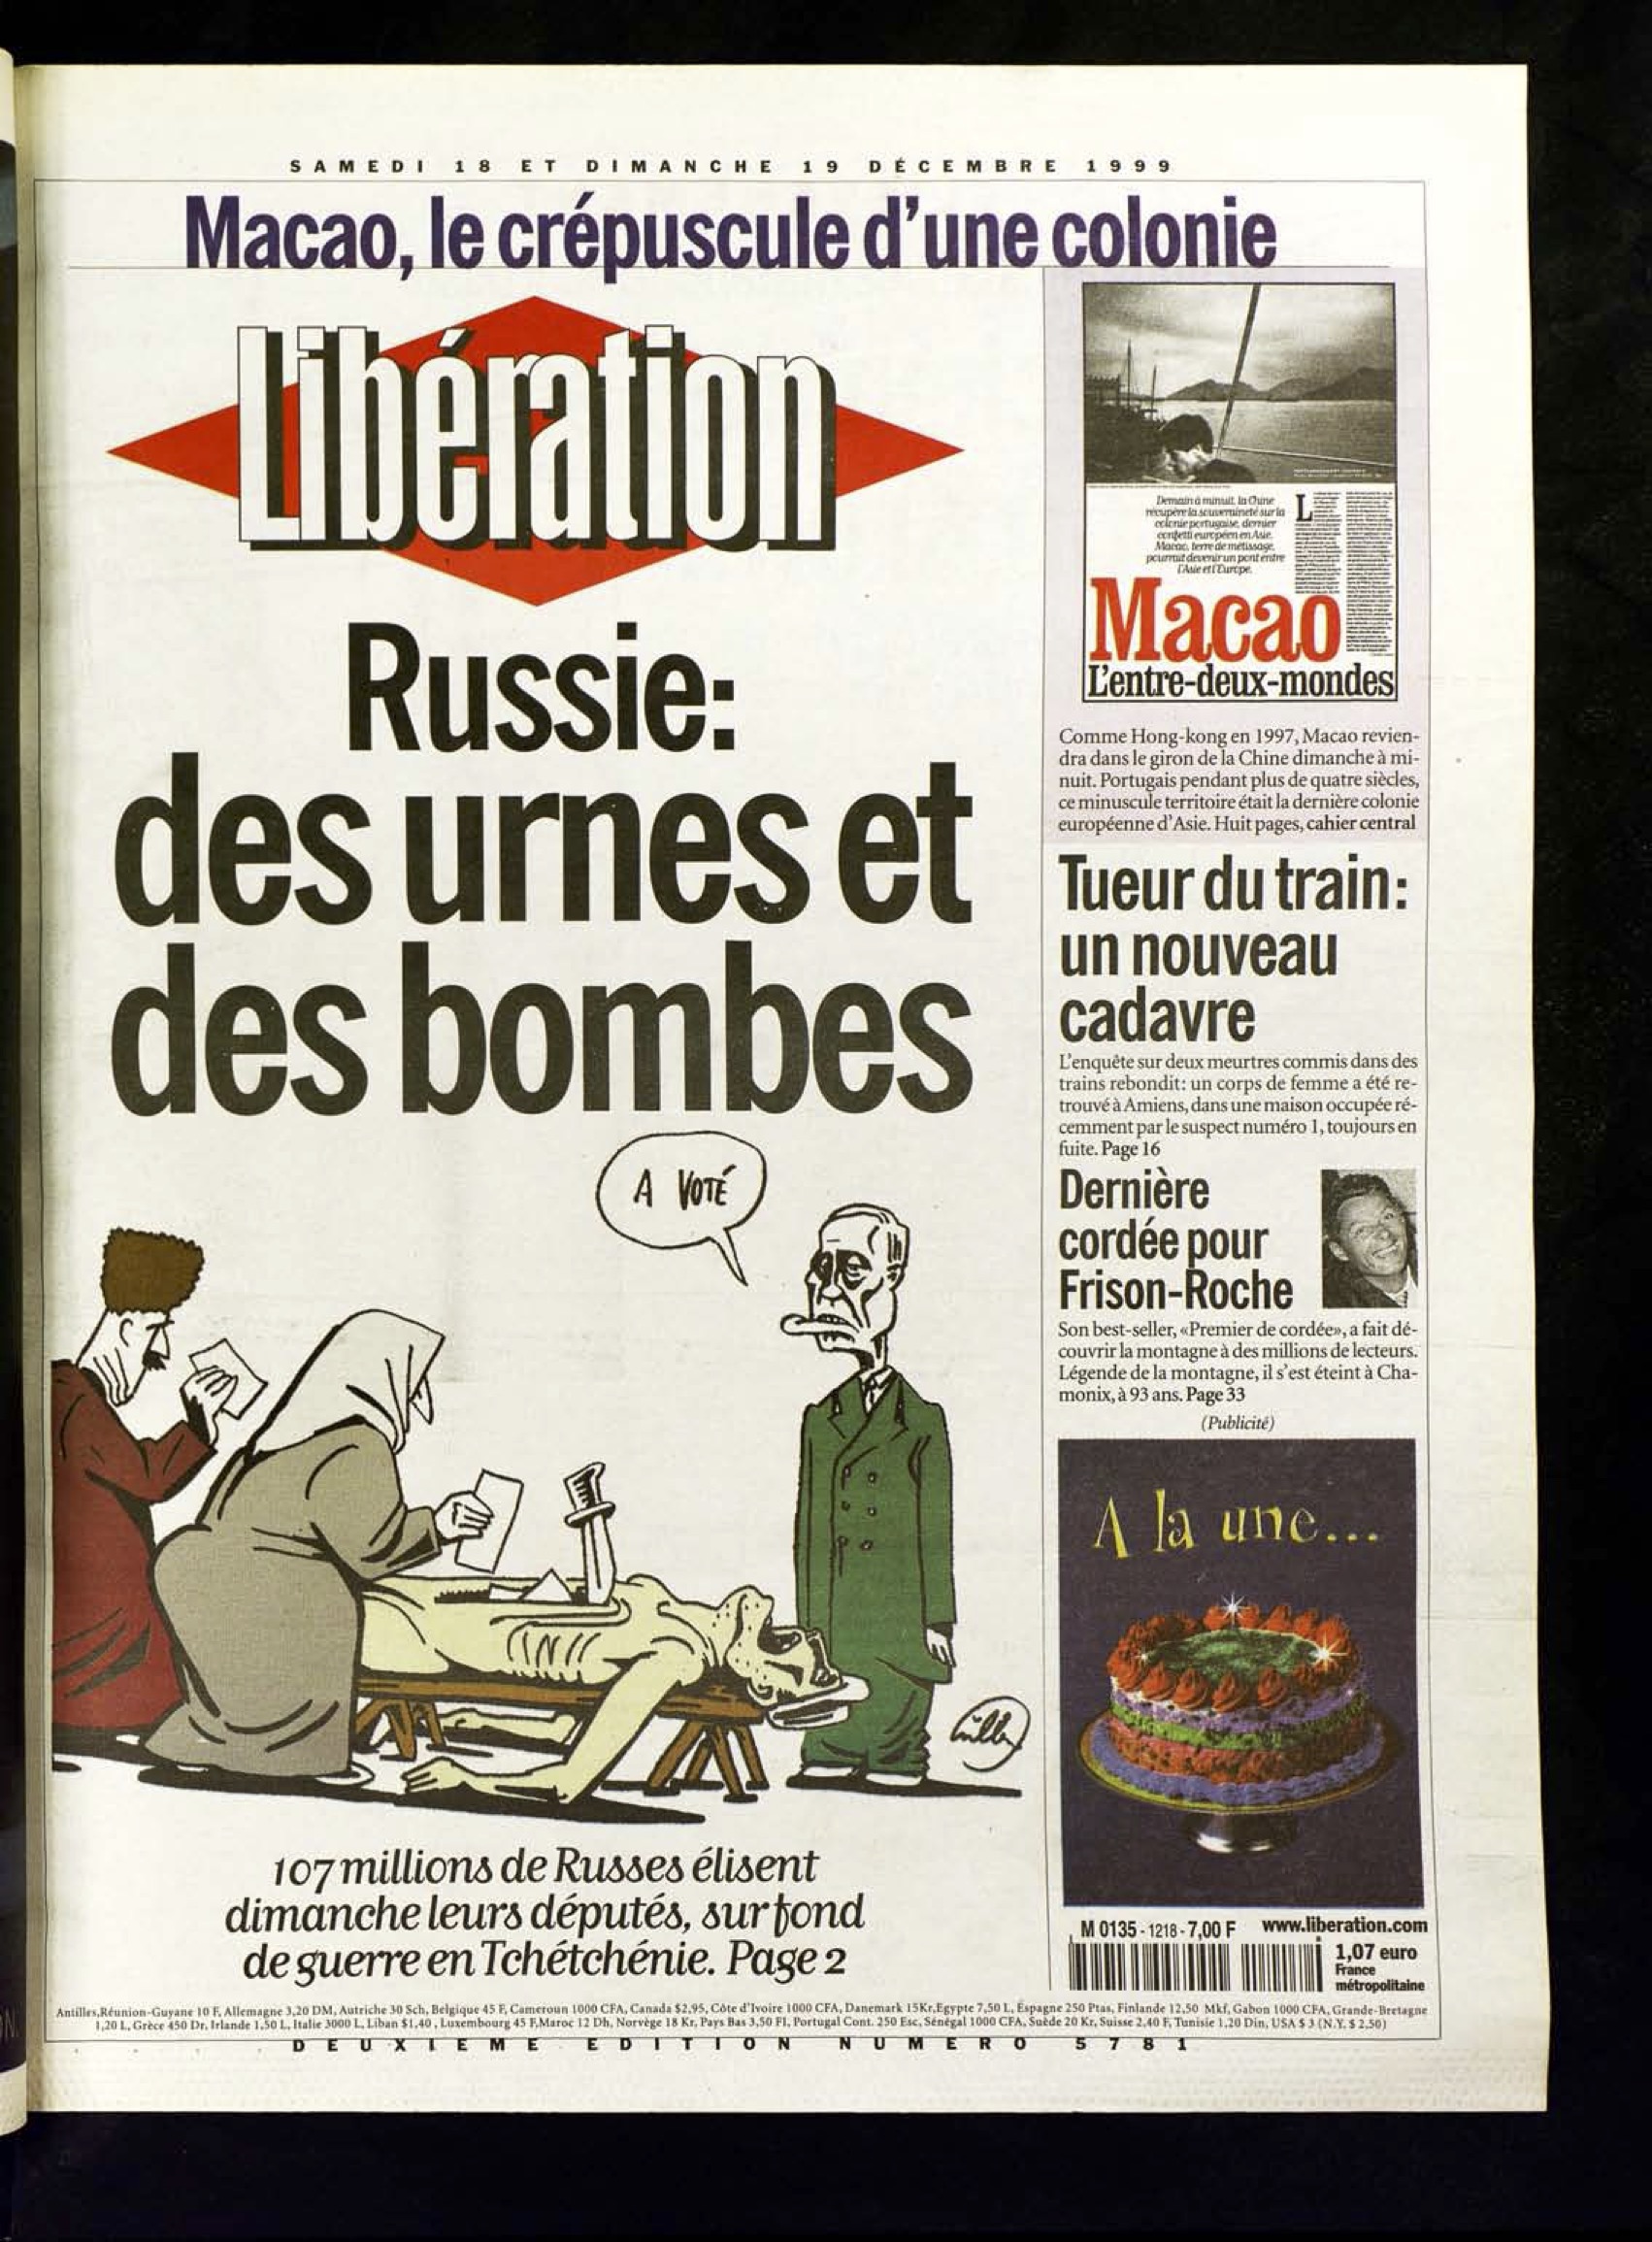 SAMEDI 18 ET DIMANCHE 19 DÉCEMBRE 1999
Macao, le crépuscule d'une colonie
Libération
Russie:
des urnes et
des bombes
A VOTÉ
107 millions de Russes élisent
dimanche leurs députés, sur fond
de guerre en Tchétchénie. Page 2
Demain à minuit, la Chine
récupère la souveraineté sur la
colonie portugaise, dernier
confetti européen en Asie.
Macao, terre de métissage,
pourrait devenir un pont entre
l'Asie et l'Europe.
L
Macao
L'entre-deux-mondes
Comme Hong-kong en 1997, Macao revien-
dra dans le giron de la Chine dimanche à mi-
nuit. Portugais pendant plus de quatre siècles,
ce minuscule territoire était la dernière colonie
européenne d'Asie. Huit pages, cahier central
Tueur du train:
un nouveau
cadavre
L'enquête sur deux meurtres commis dans des
trains rebondit: un corps de femme a été re-
trouvé à Amiens, dans une maison occupée ré-
cemment par le suspect numéro 1, toujours en
fuite. Page 16
Dernière
cordée pour
Frison-Roche
Son best-seller, «Premier de cordée», a fait dé-
couvrir la montagne à des millions de lecteurs.
Légende de la montagne, il s'est éteint à Cha-
monix, à 93 ans. Page 33
(Publicité)
A la une...
M 0135 - 1218 - 7,00 F www.liberation.com
1,07 euro
France
métropolitaine
Antilles,Réunion-Guyane 10 F, Allemagne 3,20 DM, Autriche 30 Sch, Belgique 45 F, Cameroun 1000 CFA, Canada $2,95, Côte d'Ivoire 1000 CFA, Danemark 15Kr,Egypte 7,50 L, Espagne 250 Ptas, Finlande 12,50 Mkf, Gabon 1000 CFA, Grande-Bretagne
1,20 L, Grèce 450 Dr, Irlande 1,50 L, Italie 3000 L, Liban $1,40 , Luxembourg 45 F,Maroc 12 Dh, Norvège 18 Kr, Pays Bas 3,50 Fl, Portugal Cont. 250 Esc, Sénégal 1000 CFA, Suède 20 Kr, Suisse 2,40 F, Tunisie 1,20 Din, USA $ 3 (N.Y. $ 2,50)
DEUXIEME EDITION NUMERO 5781